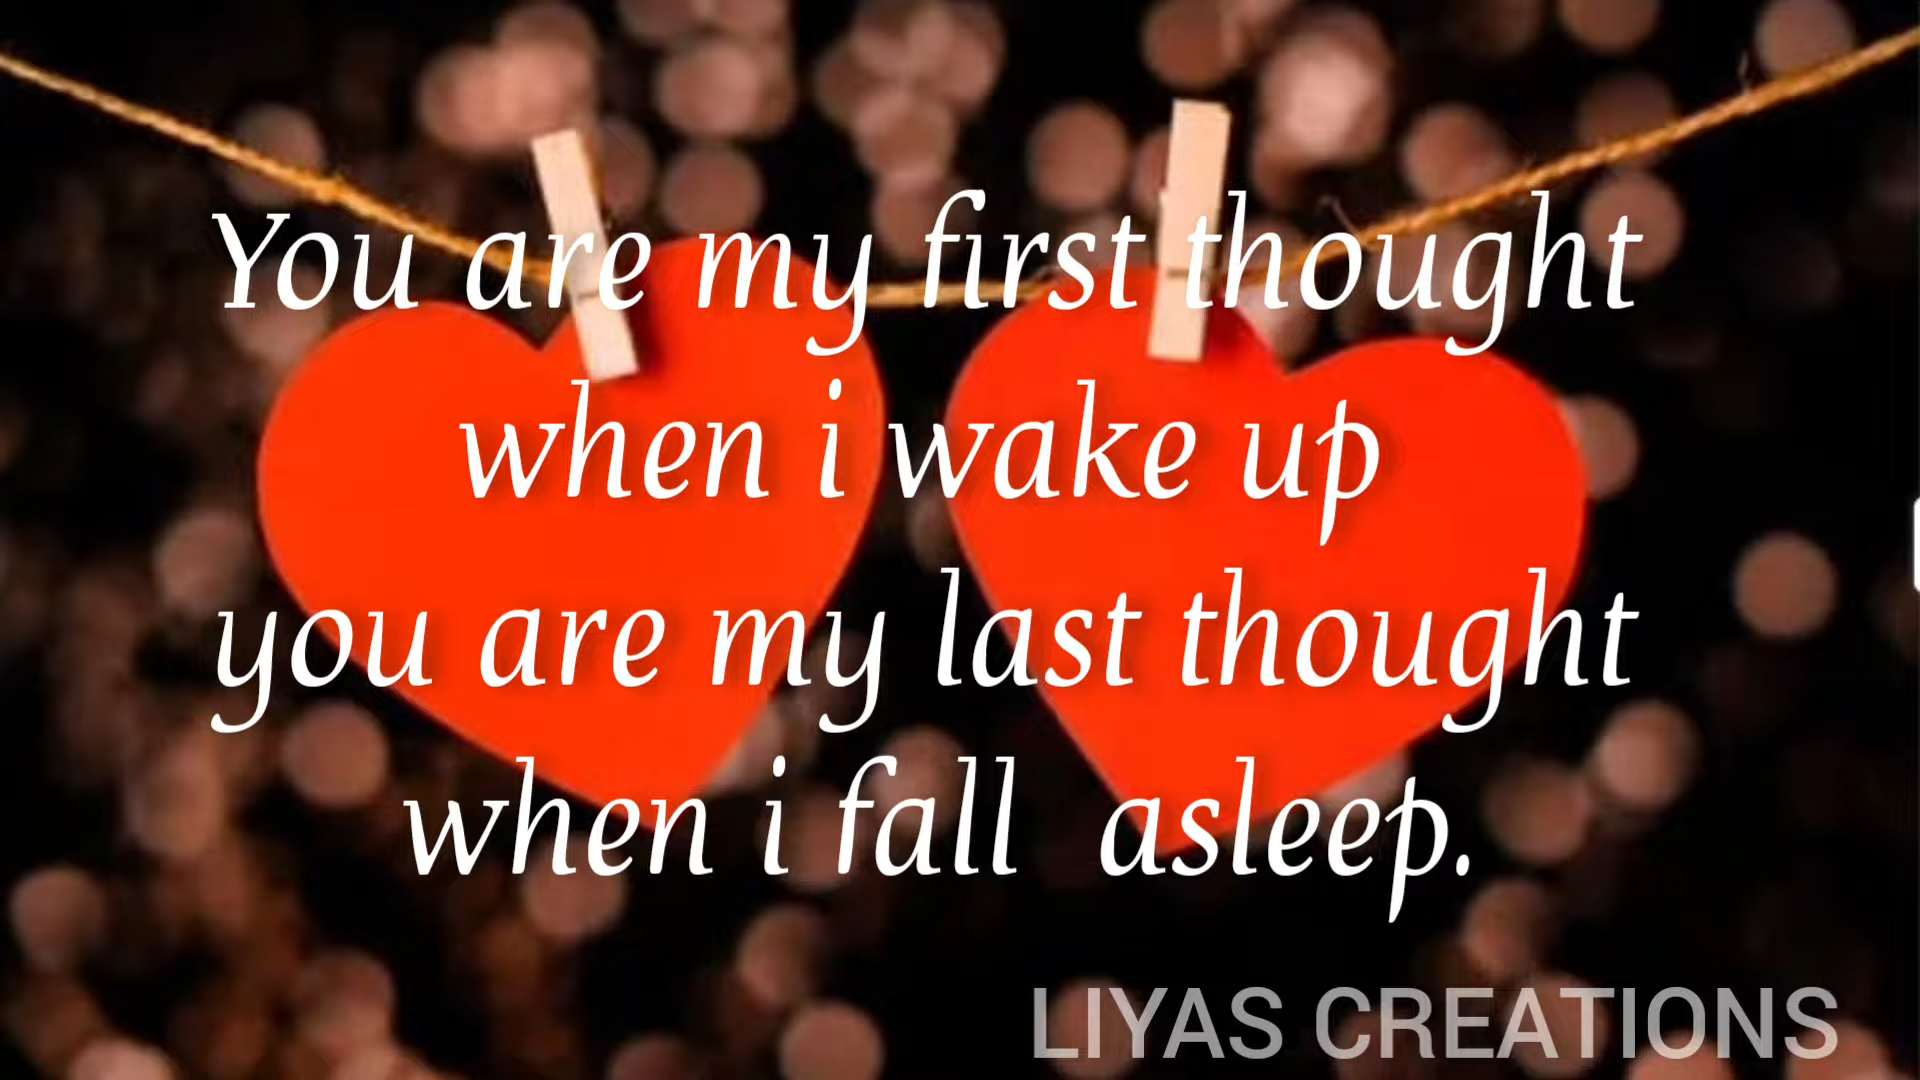 You are my first thought
when i wake up
you are my last thought
when i fall asleep.
LIYAS CREATIONS